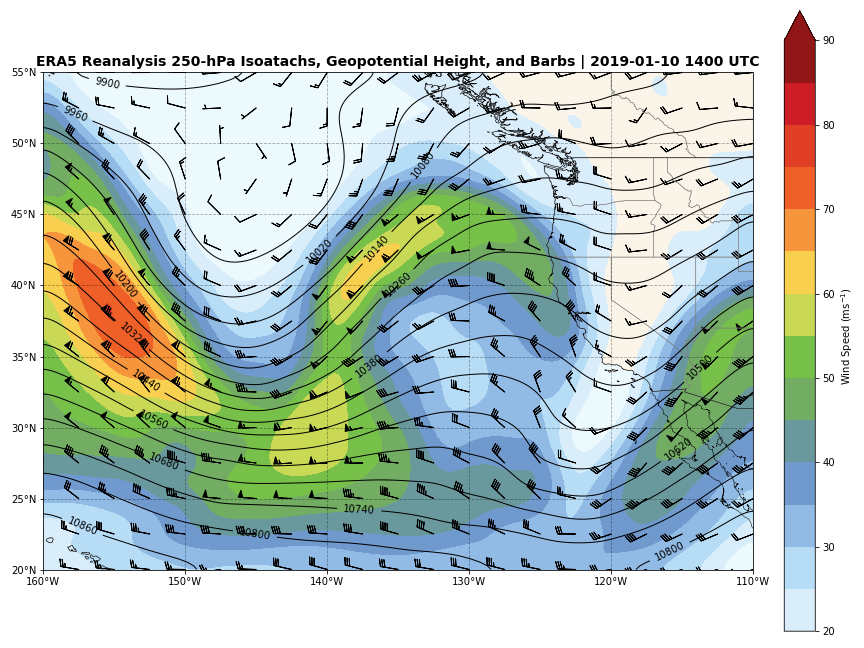 ERA5 Reanalysis 250-hPa Isoatachs, Geopotential Height, and Barbs | 2019-01-10 1400 UTC
55°N
50°N
45°N
40°N
35°N
30°N
25°N
20°N
160°W
150°W
140°W
130°W
120°W
110°W
9900
9960
10080
10020
10140
10200
10260
10320
10380
10440
10500
10560
10620
10680
10740
10800
10860
10800
90
80
70
60
50
40
30
20
Wind Speed (ms⁻¹)